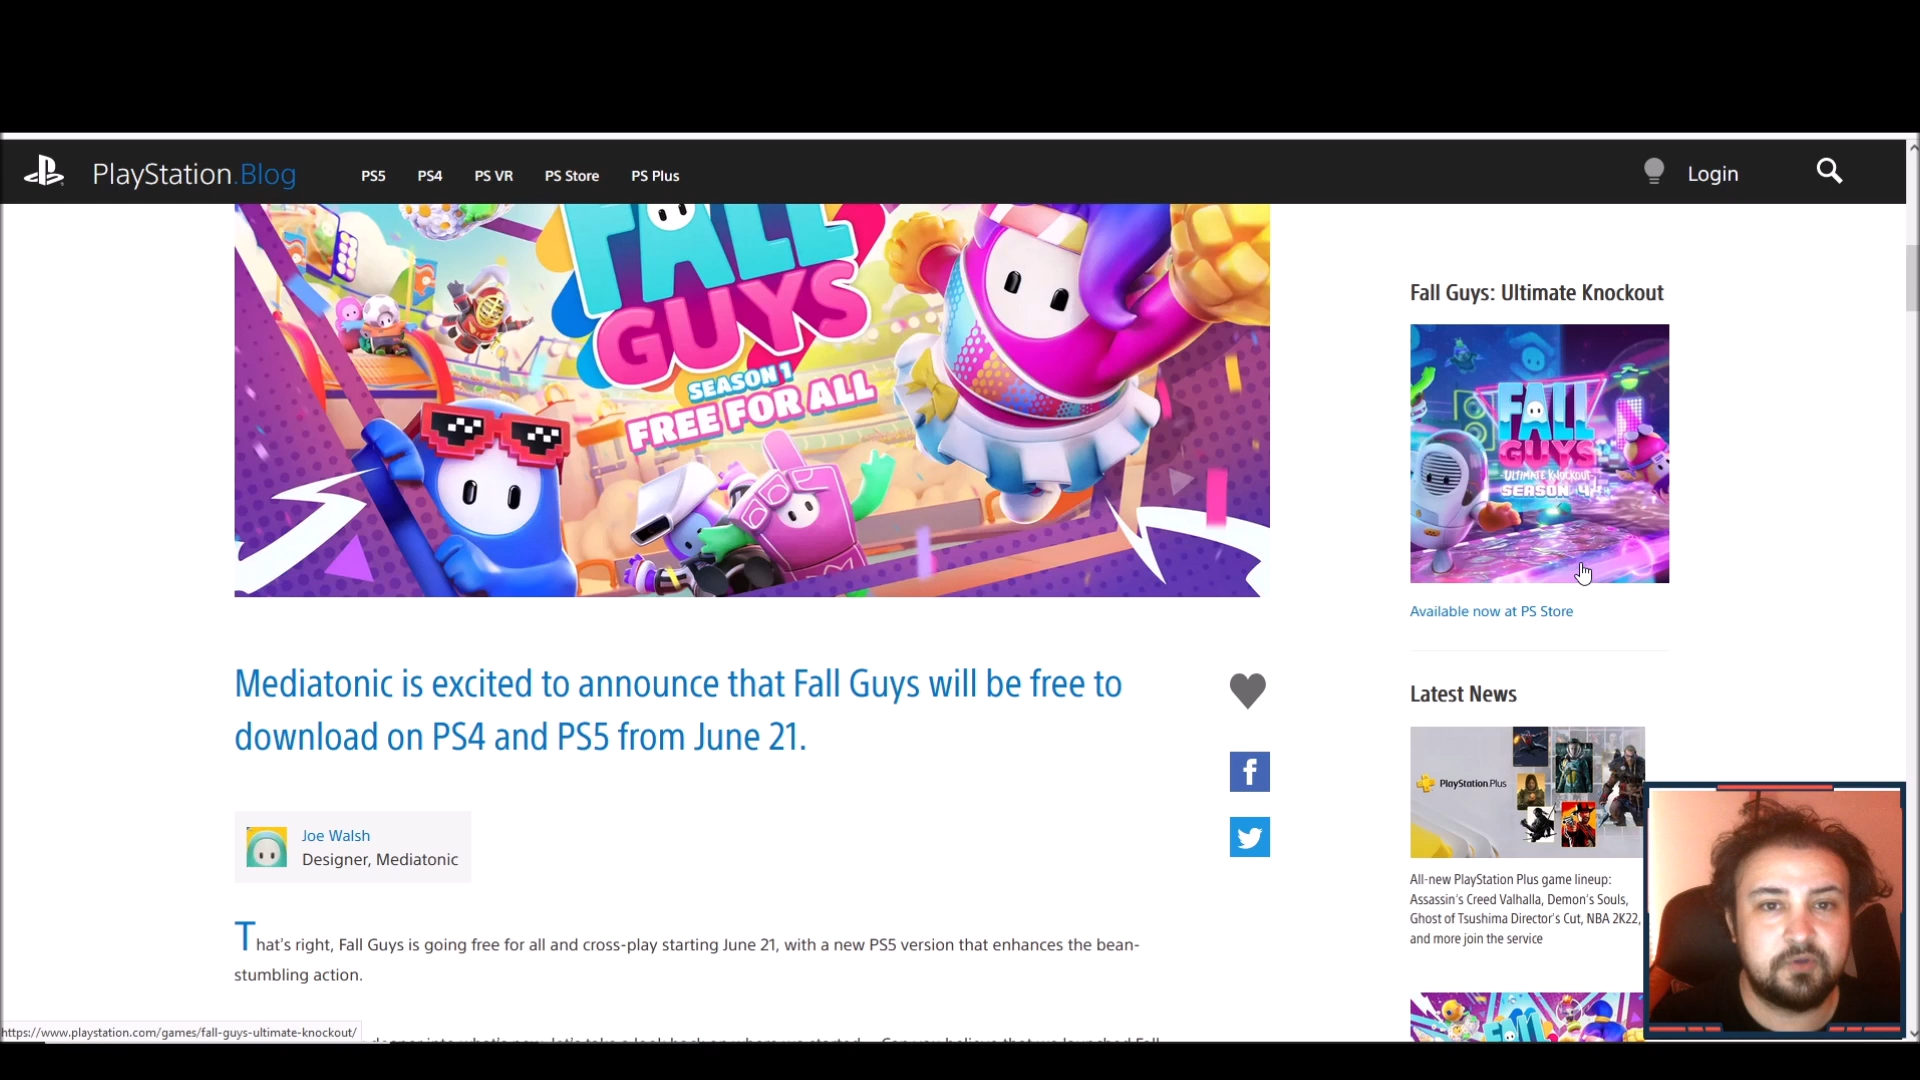 PlayStation.Blog
PS5
PS4
PS VR
PS Store
PS Plus
Login
FALL
GUYS
SEASON 1
FREE FOR ALL
Fall Guys: Ultimate Knockout
FALL
GUYS
ULTIMATE KNOCKOUT
SEASON 4
Available now at PS Store
Mediatonic is excited to announce that Fall Guys will be free to
download on PS4 and PS5 from June 21.
Joe Walsh
Designer, Mediatonic
That's right, Fall Guys is going free for all and cross-play starting June 21, with a new PS5 version that enhances the bean-
stumbling action.
Latest News
PlayStation Plus
All-new PlayStation Plus game lineup:
Assassin's Creed Valhalla, Demon's Souls,
Ghost of Tsushima Director's Cut, NBA 2K22,
and more join the service
https://www.playstation.com/games/fall-guys-ultimate-knockout/